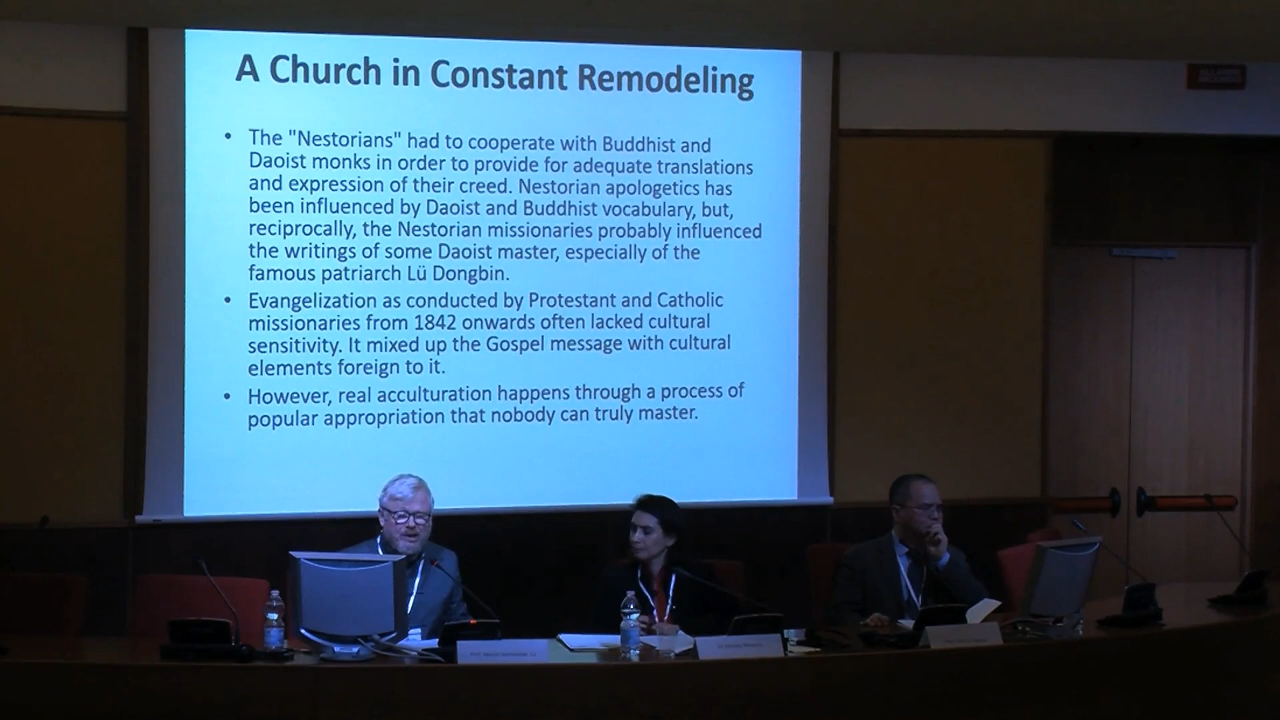 A Church in Constant Remodeling
• The "Nestorians" had to cooperate with Buddhist and
Daoist monks in order to provide for adequate translations
and expression of their creed. Nestorian apologetics has
been influenced by Daoist and Buddhist vocabulary, but,
reciprocally, the Nestorian missionaries probably influenced
the writings of some Daoist master, especially of the
famous patriarch Lü Dongbin.
• Evangelization as conducted by Protestant and Catholic
missionaries from 1842 onwards often lacked cultural
sensitivity. It mixed up the Gospel message with cultural
elements foreign to it.
• However, real acculturation happens through a process of
popular appropriation that nobody can truly master.